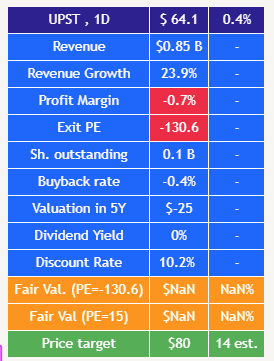 UPST , 1D $ 64.1 0.4%
Revenue $0.85 B -
Revenue Growth 23.9% -
Profit Margin -0.7% -
Exit PE -130.6 -
Sh. outstanding 0.1 B -
Buyback rate -0.4% -
Valuation in 5Y $-25 -
Dividend Yield 0% -
Discount Rate 10.2% -
Fair Val. (PE=-130.6) $NaN NaN%
Fair Val (PE=15) $NaN NaN%
Price target $80 14 est.